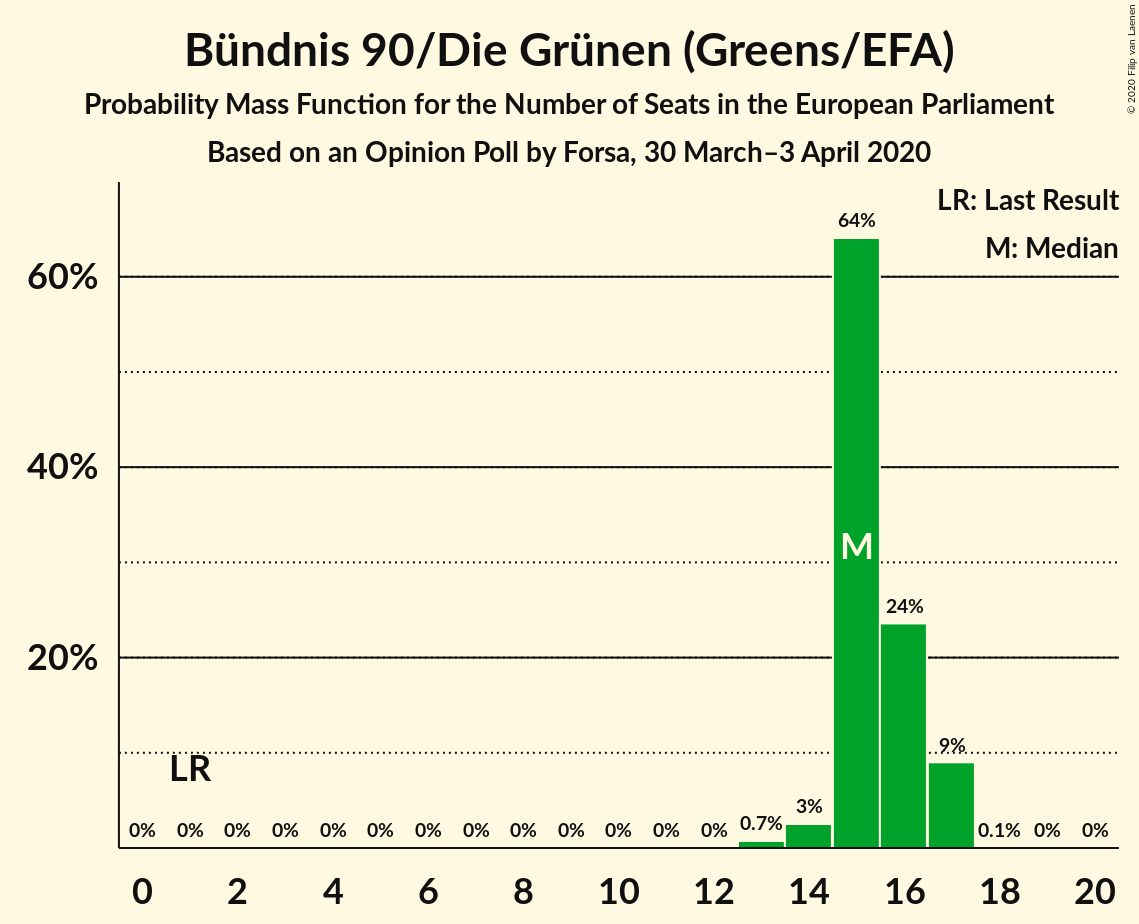 Bündnis 90/Die Grünen (Greens/EFA)
Probability Mass Function for the Number of Seats in the European Parliament
Based on an Opinion Poll by Forsa, 30 March–3 April 2020
© 2020 Filip van Laenen
LR: Last Result
M: Median
60%
40%
20%
64%
M
24%
9%
LR
0% 0% 0% 0% 0% 0% 0% 0% 0% 0% 0% 0% 0% 0.7% 3% 0.1% 0% 0%
0 2 4 6 8 10 12 14 16 18 20